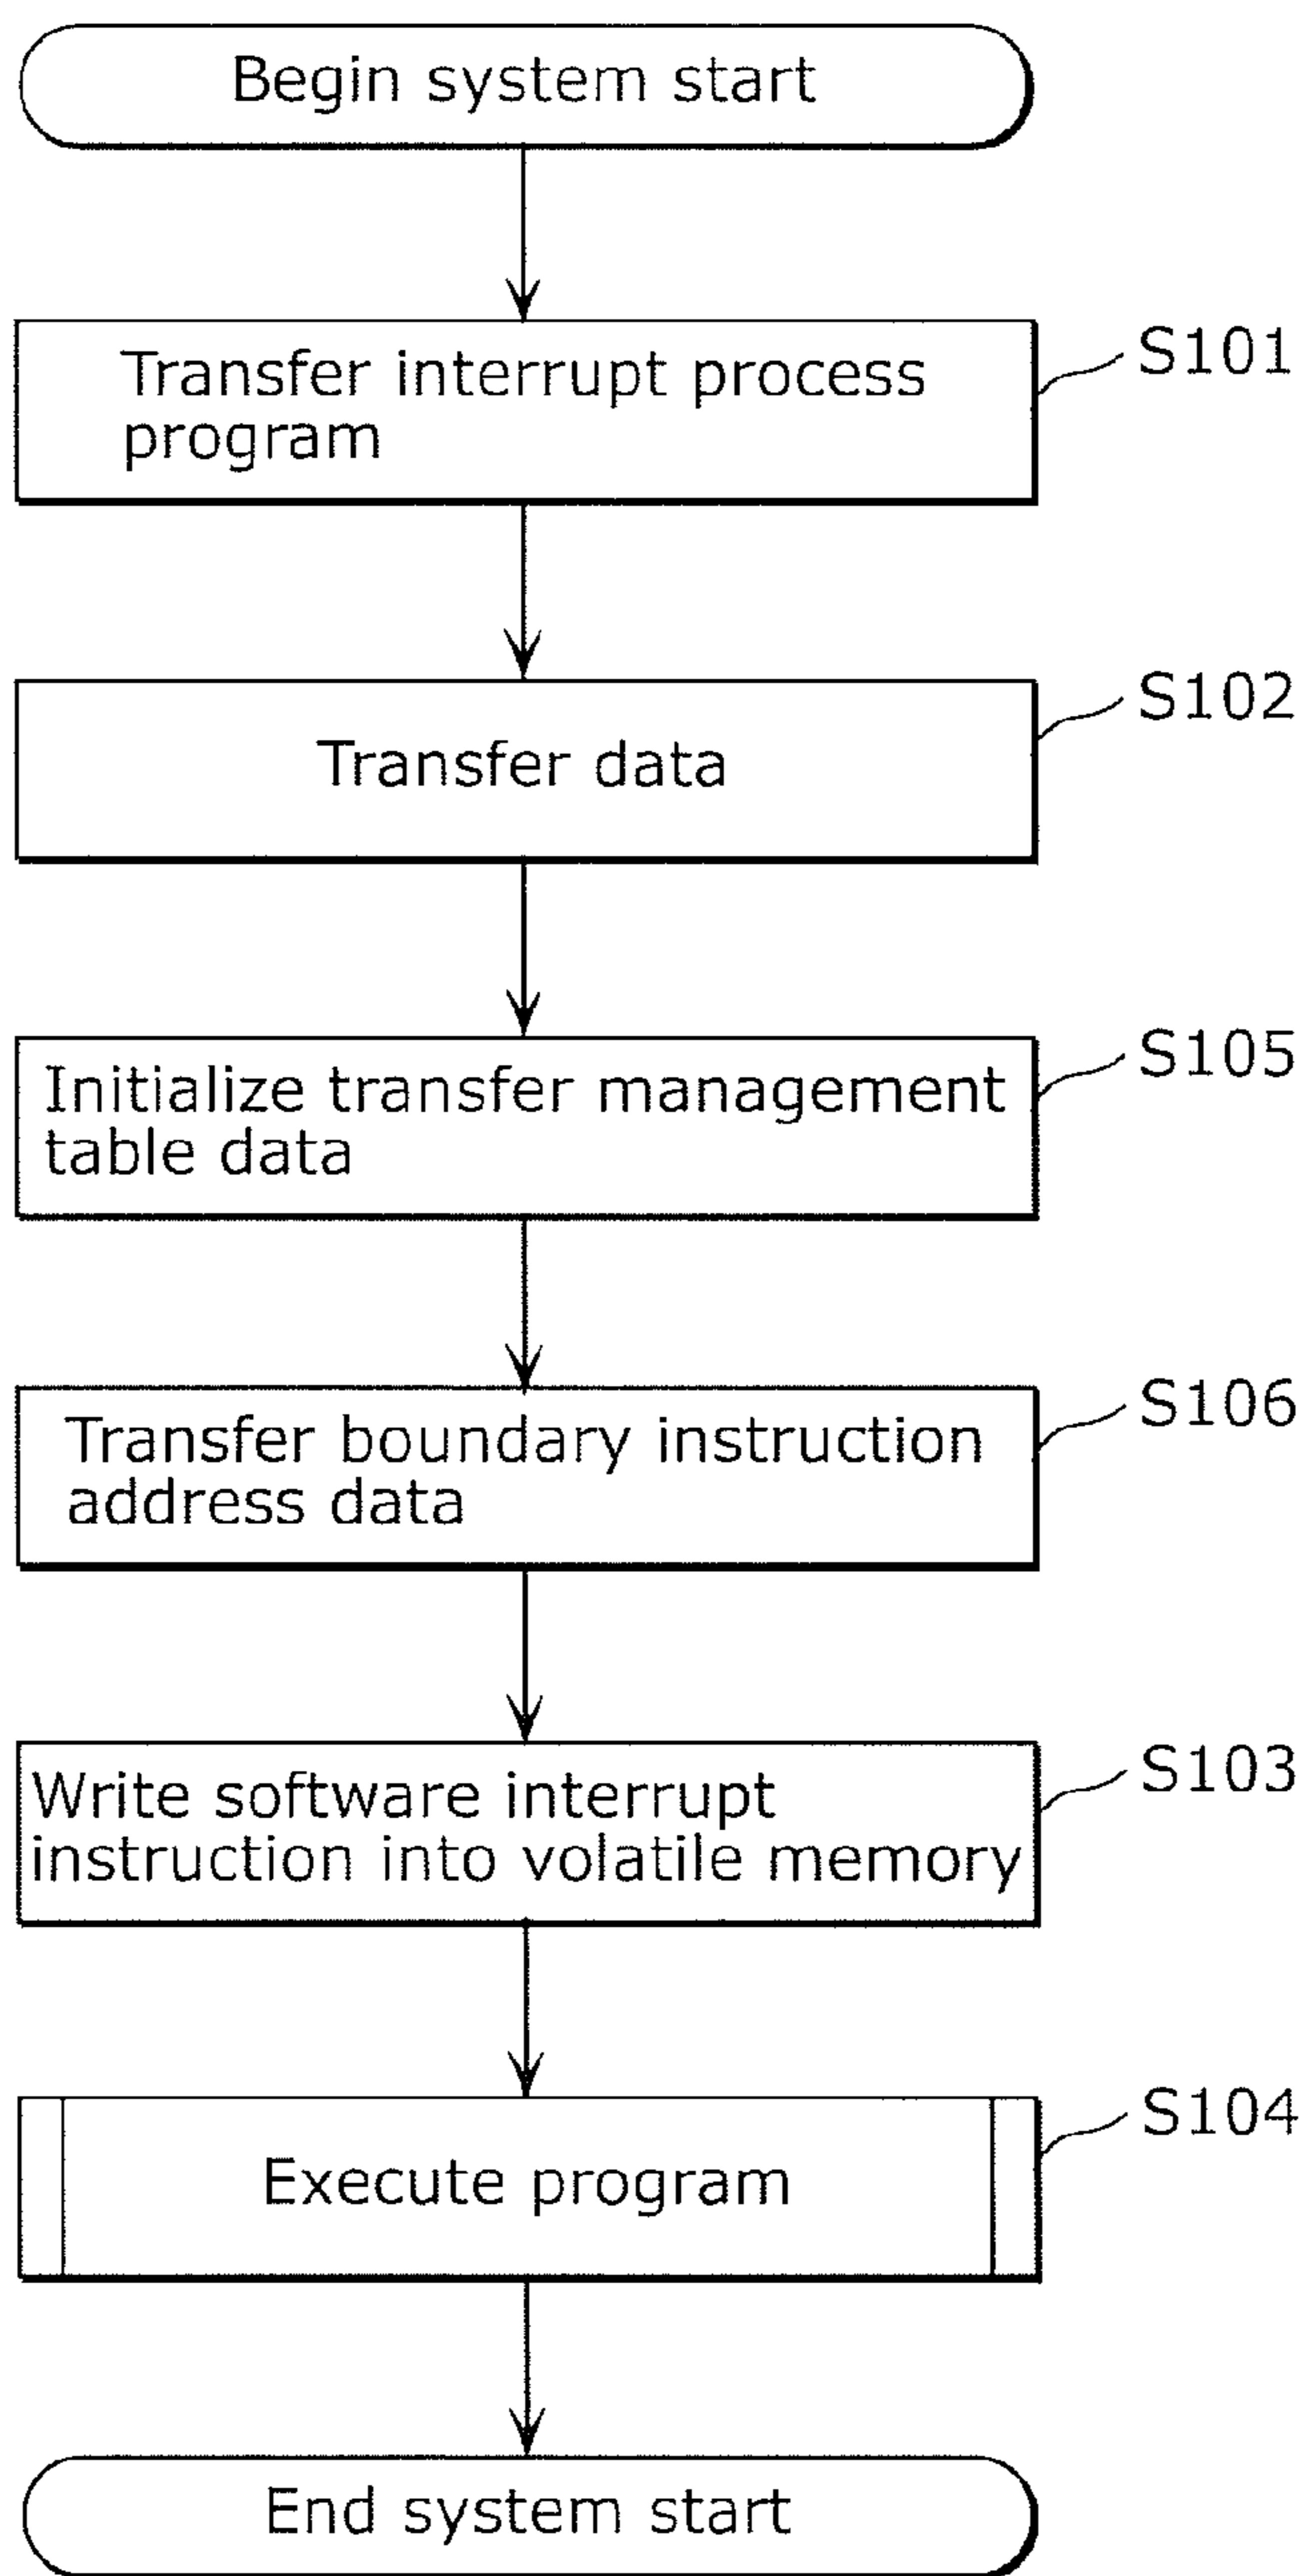 Begin system start
Transfer interrupt process
program
S101
Transfer data
S102
Initialize transfer management
table data
S105
Transfer boundary instruction
address data
S106
Write software interrupt
instruction into volatile memory
S103
Execute program
S104
End system start